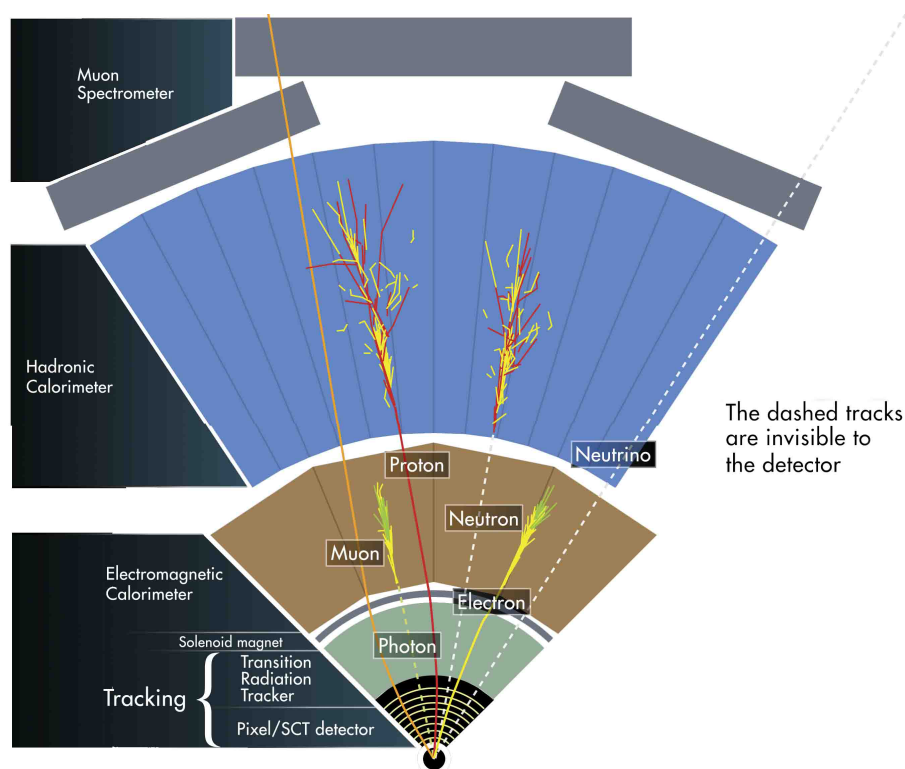 Muon
Spectrometer
Hadronic
Calorimeter
The dashed tracks
are invisible to
the detector
Neutrino
Proton
Neutron
Muon
Electromagnetic
Calorimeter
Electron
Solenoid magnet
Photon
Transition
Radiation
Tracker
Tracking
Pixel/SCT detector